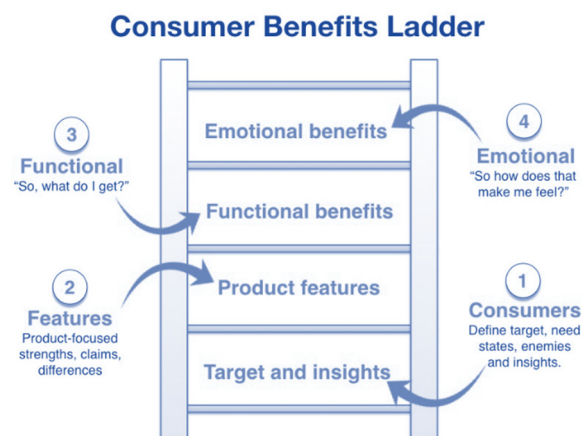 Consumer Benefits Ladder
Emotional benefits
Functional benefits
Product features
Target and insights
1
Consumers
Define target, need
states, enemies
and insights.
2
Features
Product-focused
strengths, claims,
differences
3
Functional
“So, what do I get?”
4
Emotional
“So how does that
make me feel?”